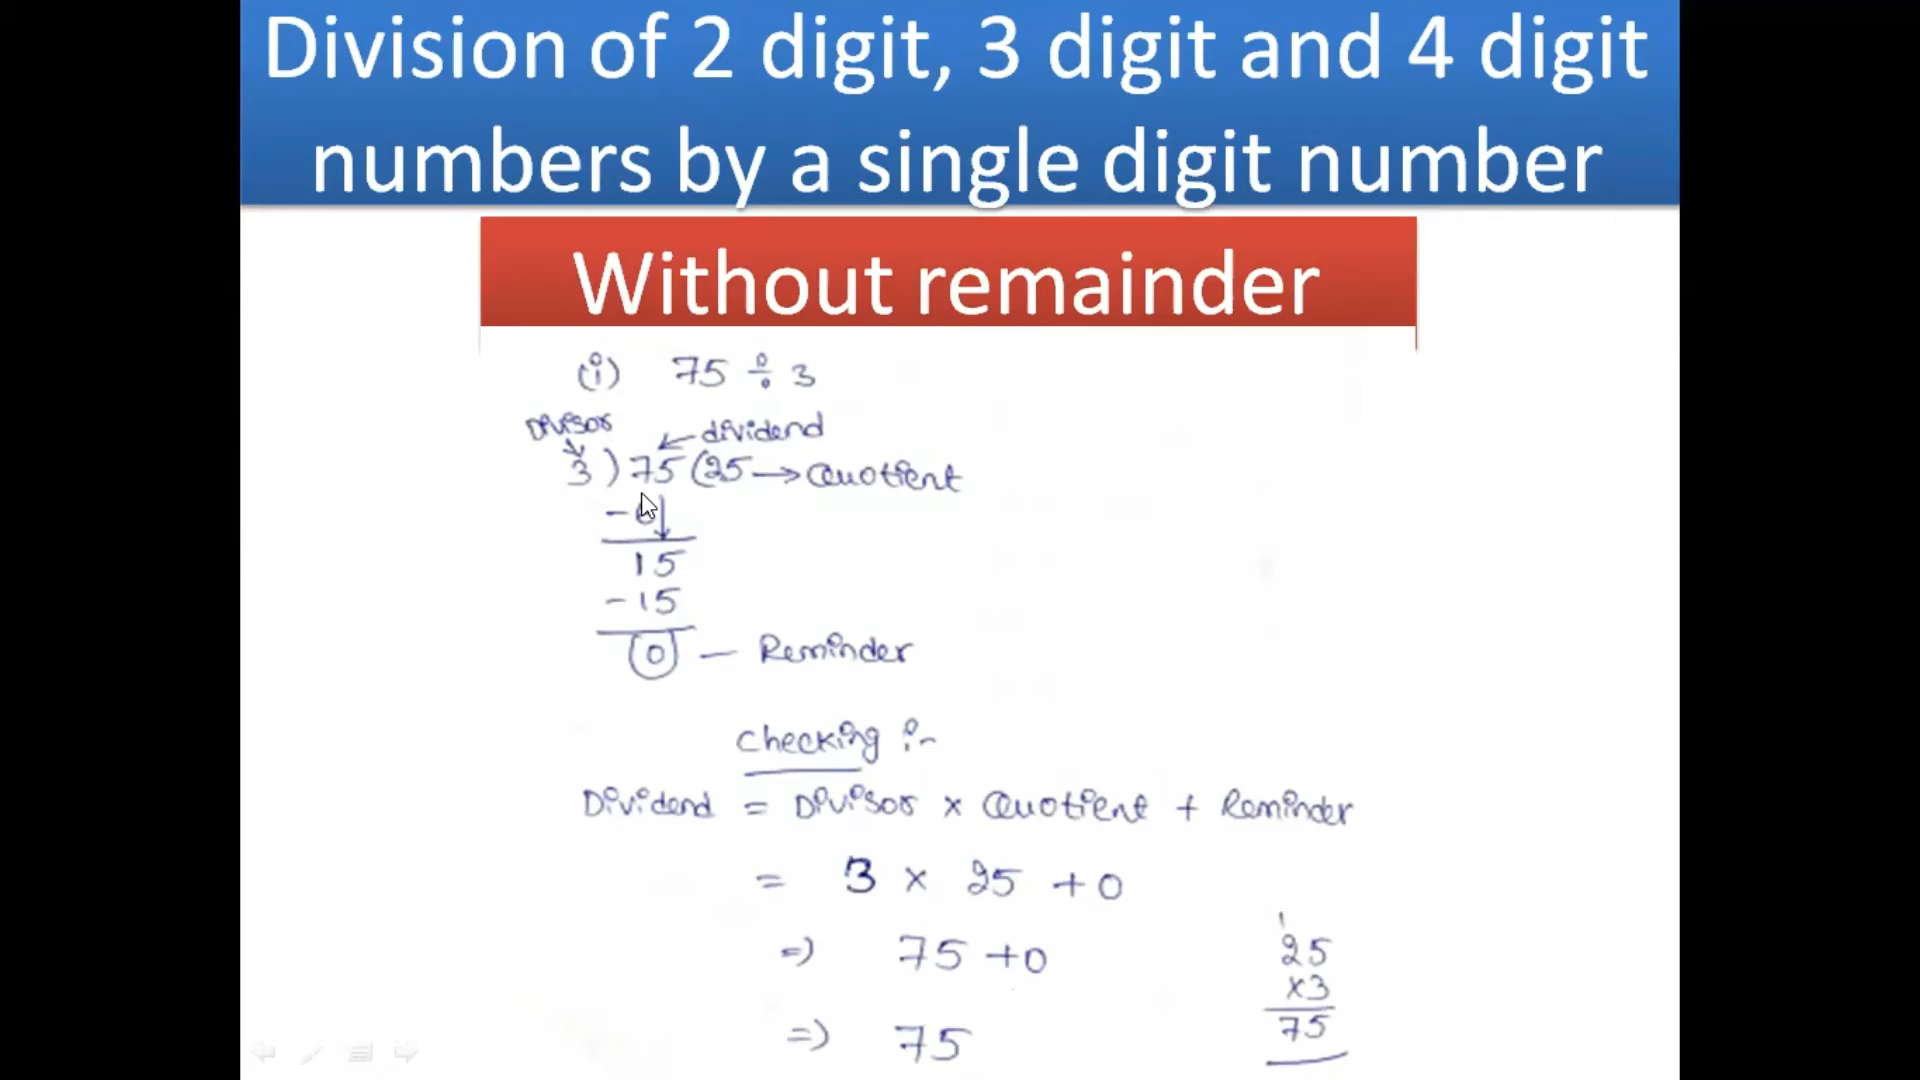 Division of 2 digit, 3 digit and 4 digit
numbers by a single digit number
Without remainder
(i) 75 ÷ 3
Divisor
dividend
3 ) 75 ( 25 → Quotient
- 6
15
- 15
0 — Reminder
Checking :-
Dividend = Divisor × Quotient + Reminder
= 3 × 25 + 0
=) 75 + 0
=) 75
1
25
×3
75